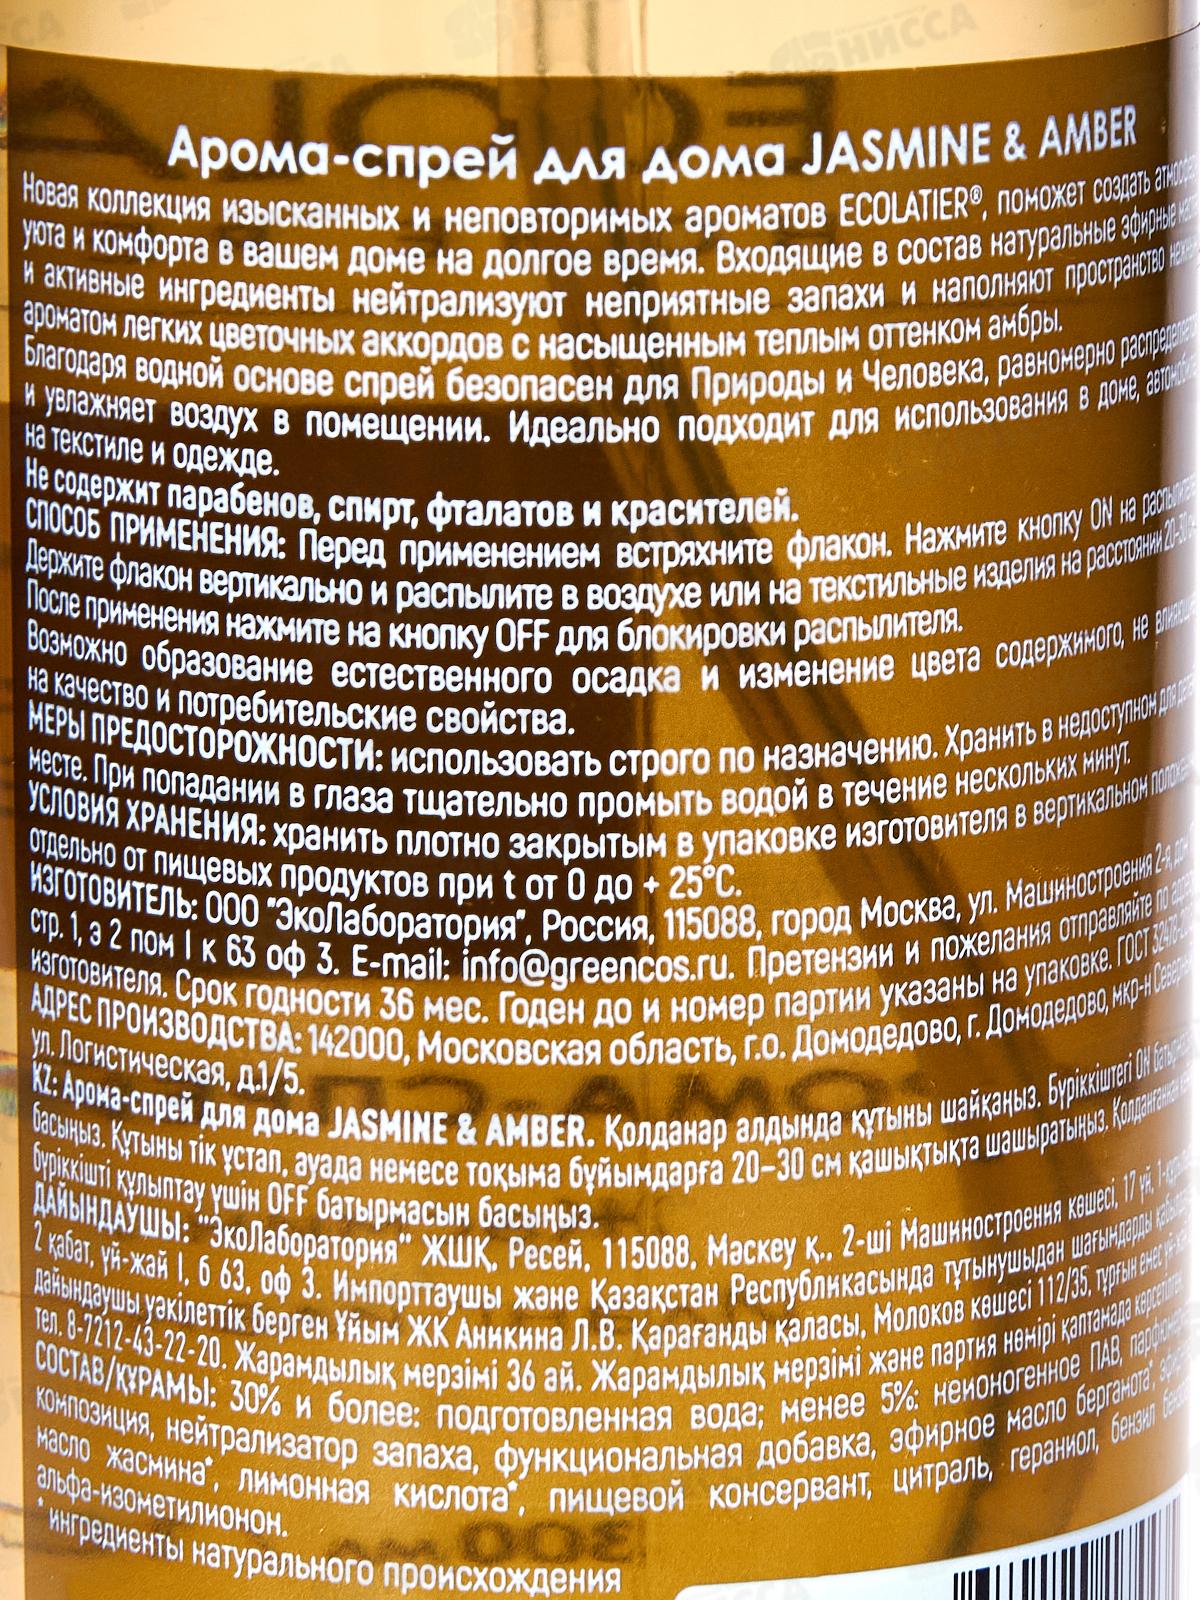 Арома-спрей для дома JASMINE & AMBER
Новая коллекция изысканных и неповторимых ароматов ECOLATIER®, поможет создать
уюта и комфорта в вашем доме на долгое время. Входящие в состав натуральные эфирные
и активные ингредиенты нейтрализуют неприятные запахи и наполняют пространство
ароматом легких цветочных аккордов с насыщенным теплым оттенком амбры.
Благодаря водной основе спрей безопасен для Природы и Человека, равномерно
и увлажняет воздух в помещении. Идеально подходит для использования в доме,
на текстиле и одежде.
Не содержит парабенов, спирт, фталатов и красителей.
СПОСОБ ПРИМЕНЕНИЯ: Перед применением встряхните флакон. Нажмите кнопку ON на
Держите флакон вертикально и распылите в воздухе или на текстильные изделия на расстоянии 20-30
После применения нажмите на кнопку OFF для блокировки распылителя.
Возможно образование естественного осадка и изменение цвета содержимого, не
на качество и потребительские свойства.
МЕРЫ ПРЕДОСТОРОЖНОСТИ: использовать строго по назначению. Хранить в недоступном для
месте. При попадании в глаза тщательно промыть водой в течение нескольких минут.
УСЛОВИЯ ХРАНЕНИЯ: хранить плотно закрытым в упаковке изготовителя в вертикальном
отдельно от пищевых продуктов при t от 0 до + 25°С.
ИЗГОТОВИТЕЛЬ: ООО "ЭкоЛаборатория", Россия, 115088, город Москва, ул. Машиностроения 2-я,
стр. 1, э 2 пом I к 63 оф 3. E-mail: info@greencos.ru. Претензии и пожелания отправляйте по
изготовителя. Срок годности 36 мес. Годен до и номер партии указаны на упаковке. ГОСТ
АДРЕС ПРОИЗВОДСТВА: 142000, Московская область, г.о. Домодедово, г. Домодедово, мкр-н
ул. Логистическая, д.1/5.
KZ: Арома-спрей для дома JASMINE & AMBER. Қолданар алдында құтыны шайқаңыз. Бүріккіштегі ON
басыңыз. Құтыны тік ұстап, ауада немесе тоқыма бұйымдарға 20–30 см қашықтықта шашыратыңыз.
бүріккішті құлыптау үшін OFF батырмасын басыңыз.
ДАЙЫНДАУШЫ: "ЭкоЛаборатория" ЖШҚ, Ресей, 115088, Мәскеу қ., 2-ші Машиностроения көшесі, 17 үй,
2 қабат, үй-жай I, б 63, оф 3. Импорттаушы және Қазақстан Республикасында тұтынушыдан шағымдарды
дайындаушы уәкілеттік берген Ұйым ЖК Аникина Л.В. Қарағанды қаласы, Молоков көшесі 112/35,
тел. 8-7212-43-22-20. Жарамдылық мерзімі 36 ай. Жарамдылық мерзімі және партия нөмірі қаптамада
СОСТАВ/ҚҰРАМЫ: 30% и более: подготовленная вода; менее 5%: неионогенное ПАВ,
композиция, нейтрализатор запаха, функциональная добавка, эфирное масло бергамота*,
масло жасмина*, лимонная кислота*, пищевой консервант, цитраль, гераниол, бензил
альфа-изометилионон.
* ингредиенты натурального происхождения